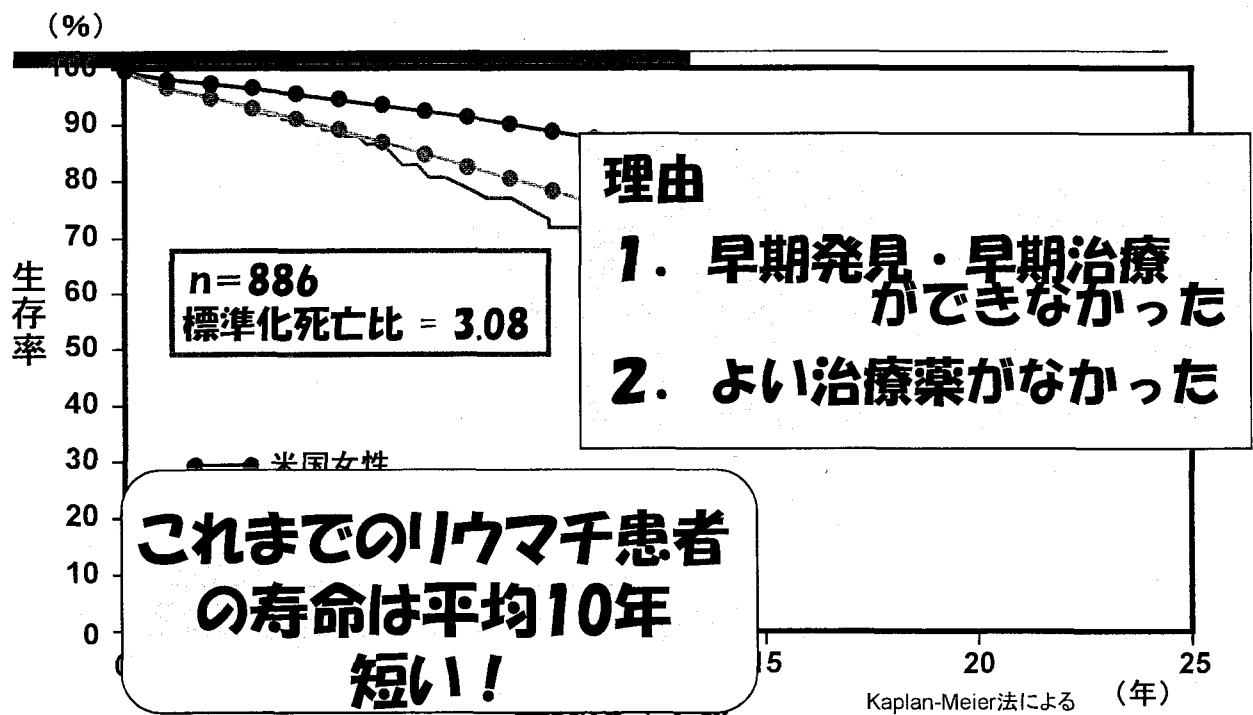 (%)
100
90
80
70
60
50
40
30
20
10
0
生存率
n=886
標準化死亡比 = 3.08
理由
1. 早期発見・早期治療
ができなかった
2. よい治療薬がなかった
米国女性
これまでのリウマチ患者
の寿命は平均10年
短い!
20
25
(年)
Kaplan-Meier法による